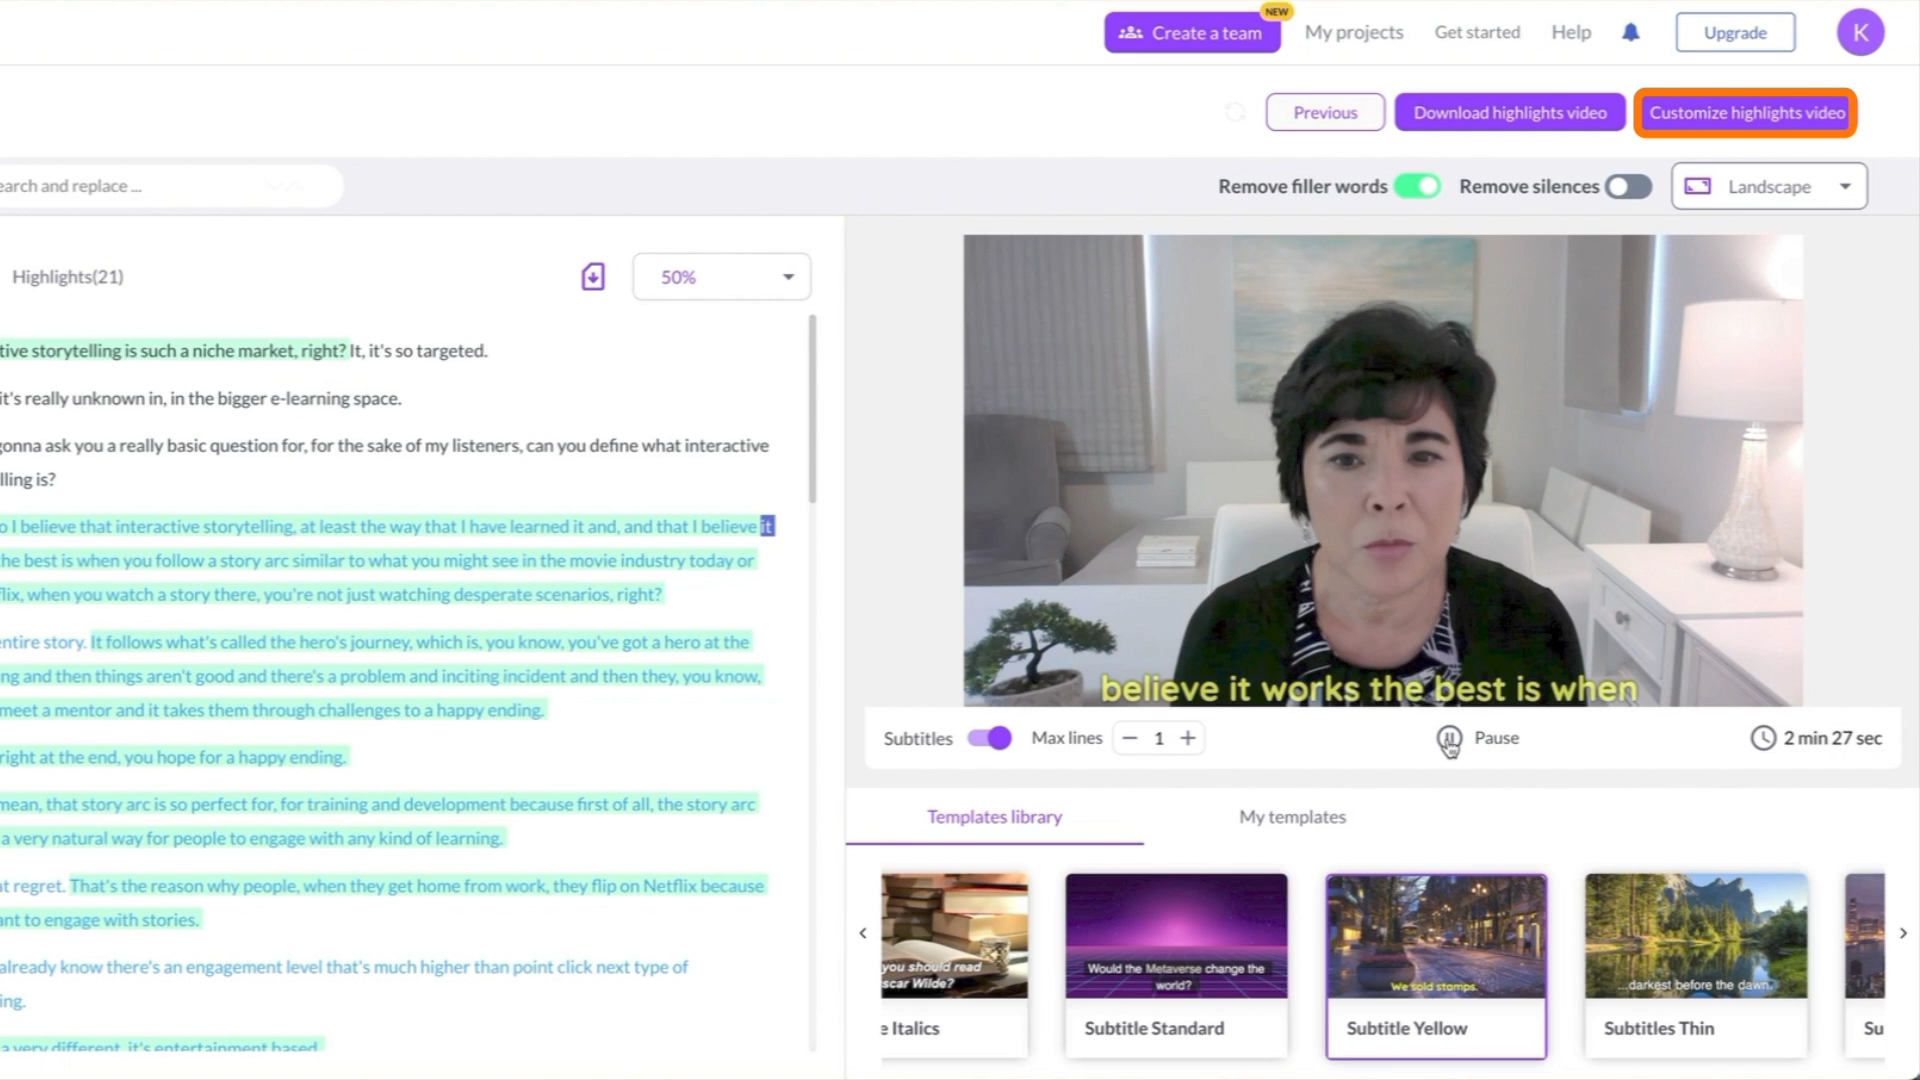 NEW
Create a team
My projects
Get started
Help
Upgrade
K
Previous
Download highlights video
Customize highlights video
earch and replace ...
Remove filler words
Remove silences
Landscape
Highlights(21)
50%
tive storytelling is such a niche market, right? It, it's so targeted.
it's really unknown in, in the bigger e-learning space.
gonna ask you a really basic question for, for the sake of my listeners, can you define what interactive
lling is?
o I believe that interactive storytelling, at least the way that I have learned it and, and that I believe it
he best is when you follow a story arc similar to what you might see in the movie industry today or
flix, when you watch a story there, you're not just watching desperate scenarios, right?
entire story. It follows what's called the hero's journey, which is, you know, you've got a hero at the
ng and then things aren't good and there's a problem and inciting incident and then they, you know,
meet a mentor and it takes them through challenges to a happy ending.
right at the end, you hope for a happy ending.
mean, that story arc is so perfect for, for training and development because first of all, the story arc
a very natural way for people to engage with any kind of learning.
at regret. That's the reason why people, when they get home from work, they flip on Netflix because
ant to engage with stories.
already know there's an engagement level that's much higher than point click next type of
ing.
a very different, it's entertainment based.
believe it works the best is when
Subtitles
Max lines
1
Pause
2 min 27 sec
Templates library
My templates
you should read
scar Wilde?
e Italics
Would the Metaverse change the
world?
Subtitle Standard
We sold stamps.
Subtitle Yellow
...darkest before the dawn.
Subtitles Thin
Su